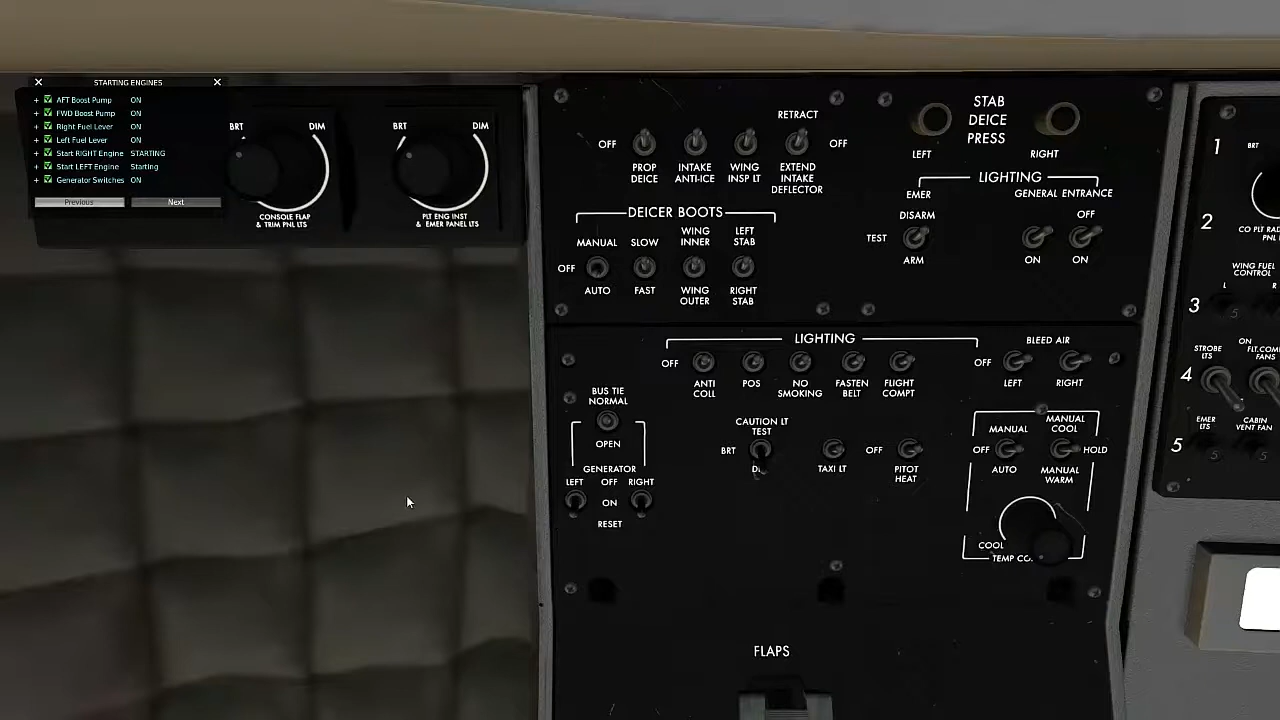 STARTING ENGINES
+ AFT Boost Pump ON
+ FWD Boost Pump ON
+ Right Fuel Lever ON
+ Left Fuel Lever ON
+ Start RIGHT Engine STARTING
+ Start LEFT Engine Starting
+ Generator Switches ON
Previous Next
BRT DIM
CONSOLE FLAP
& TRIM PNL LTS
BRT DIM
PLT ENG INST
& EMER PANEL LTS
RETRACT
OFF
OFF
PROP
DEICE
INTAKE
ANTI-ICE
WING
INSP LT
EXTEND
INTAKE
DEFLECTOR
STAB
DEICE
PRESS
LEFT
RIGHT
LIGHTING
EMER
GENERAL ENTRANCE
DISARM
OFF
TEST
ARM
ON
ON
DEICER BOOTS
MANUAL
SLOW
WING
INNER
LEFT
STAB
OFF
AUTO
FAST
WING
OUTER
RIGHT
STAB
LIGHTING
OFF
ANTI
COLL
POS
NO
SMOKING
FASTEN
BELT
FLIGHT
COMPT
BLEED AIR
OFF
LEFT
RIGHT
BUS TIE
NORMAL
OPEN
GENERATOR
LEFT OFF RIGHT
ON
RESET
CAUTION LT
TEST
BRT
TAXI LT
OFF
PITOT
HEAT
MANUAL
MANUAL
COOL
OFF
HOLD
AUTO
MANUAL
WARM
COOL
TEMP
FLAPS
1
BRT
2
CO PLT
WING FUEL
CONTROL
L R
3
5
STROBE
LTS
ON
FLT.COMP
FANS
4
EMER
LTS
CABIN
VENT FAN
5
5 5